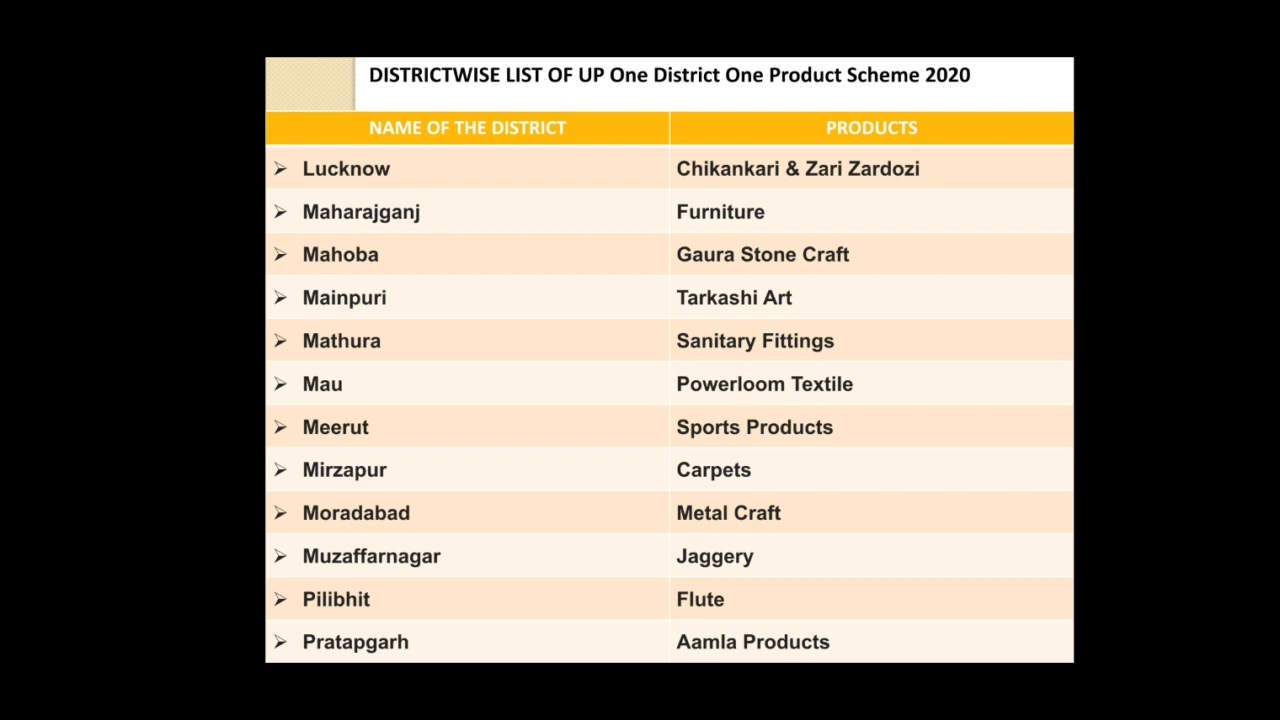 DISTRICTWISE LIST OF UP One District One Product Scheme 2020
NAME OF THE DISTRICT PRODUCTS
Lucknow Chikankari & Zari Zardozi
Maharajganj Furniture
Mahoba Gaura Stone Craft
Mainpuri Tarkashi Art
Mathura Sanitary Fittings
Mau Powerloom Textile
Meerut Sports Products
Mirzapur Carpets
Moradabad Metal Craft
Muzaffarnagar Jaggery
Pilibhit Flute
Pratapgarh Aamla Products